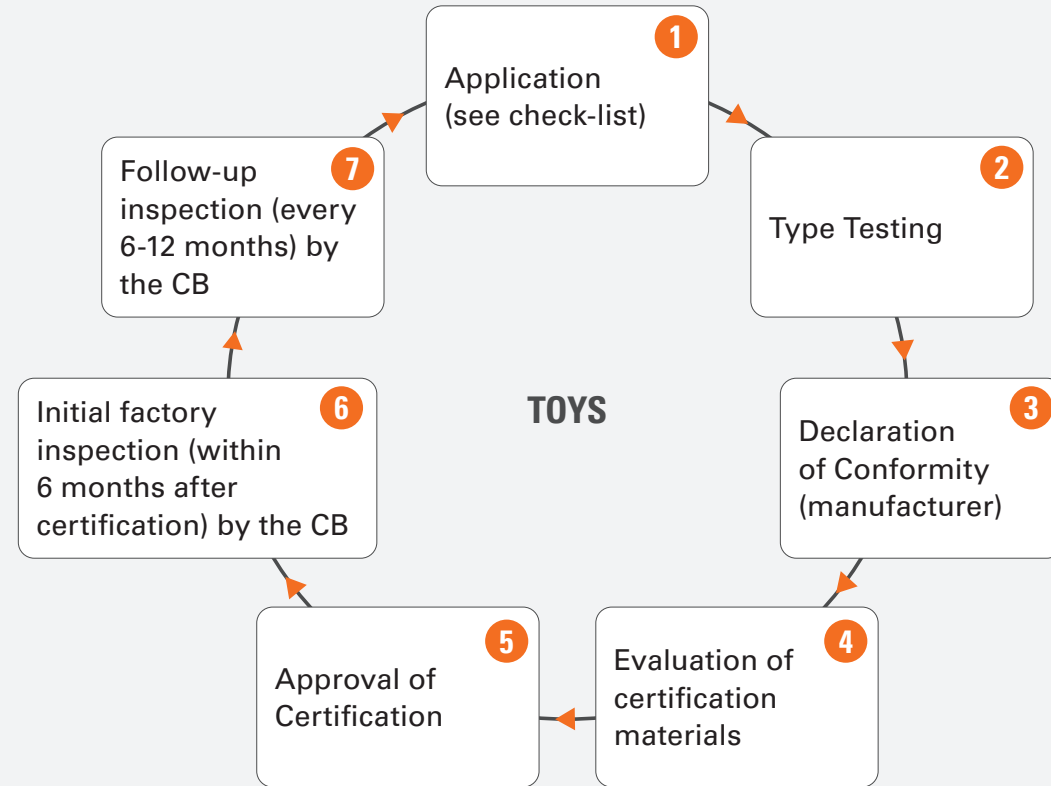 1
Application
(see check-list)
2
Type Testing
3
Declaration
of Conformity
(manufacturer)
4
Evaluation of
certification
materials
5
Approval of
Certification
6
Initial factory
inspection (within
6 months after
certification) by the CB
7
Follow-up
inspection (every
6-12 months) by
the CB
TOYS